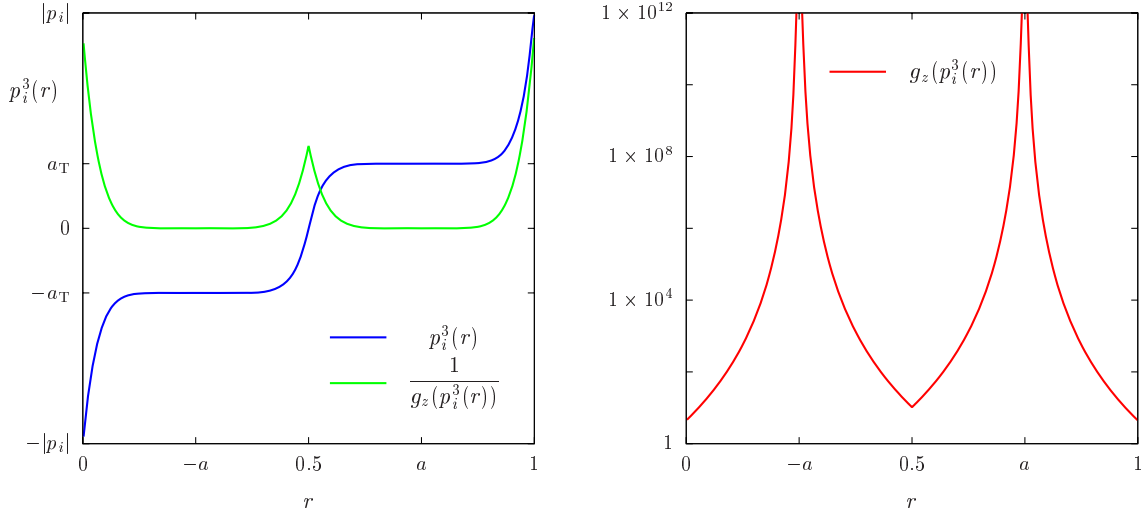 |p_i|
p_i^3(r)
a_T
0
−a_T
−|p_i|
p_i^3(r)
1
g_z(p_i^3(r))
0 −a 0.5 a 1
r
1 × 10^12
1 × 10^8
1 × 10^4
1
g_z(p_i^3(r))
0 −a 0.5 a 1
r